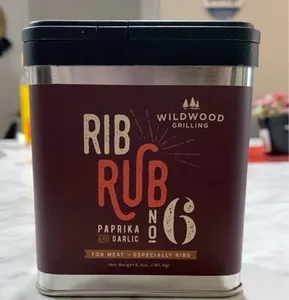 WILDWOOD
GRILLING
RIB
RUB
PAPRIKA
AND GARLIC
NO 6
FOR MEAT – ESPECIALLY RIBS